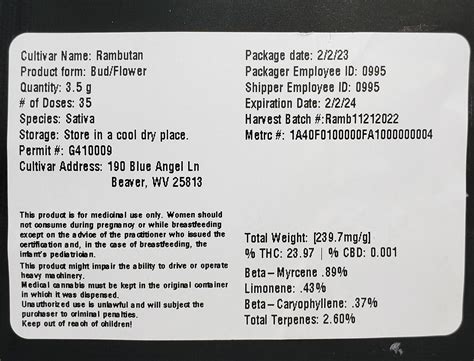 Cultivar Name: Rambutan
Product form: Bud/Flower
Quantity: 3.5 g
# of Doses: 35
Species: Sativa
Storage: Store in a cool dry place.
Permit #: G410009
Cultivar Address: 190 Blue Angel Ln
Beaver, WV 25813
Package date: 2/2/23
Packager Employee ID: 0995
Shipper Employee ID: 0995
Expiration Date: 2/2/24
Harvest Batch #:Ramb11212022
Metrc #: 1A40F0100000FA1000000004
This product is for medicinal use only. Women should
not consume during pregnancy or while breastfeeding
except on the advice of the practitioner who issued the
certification and, in the case of breastfeeding, the
infant's pediatrician.
This product might impair the ability to drive or operate
heavy machinery.
Medical cannabis must be kept in the original container
in which it was dispensed.
Unauthorized use is unlawful and will subject the
purchaser to criminal penalties.
Keep out of reach of children!
Total Weight: [239.7mg/g]
% THC: 23.97 | % CBD: 0.001
Beta-Myrcene .89%
Limonene: .43%
Beta-Caryophyllene: .37%
Total Terpenes: 2.60%